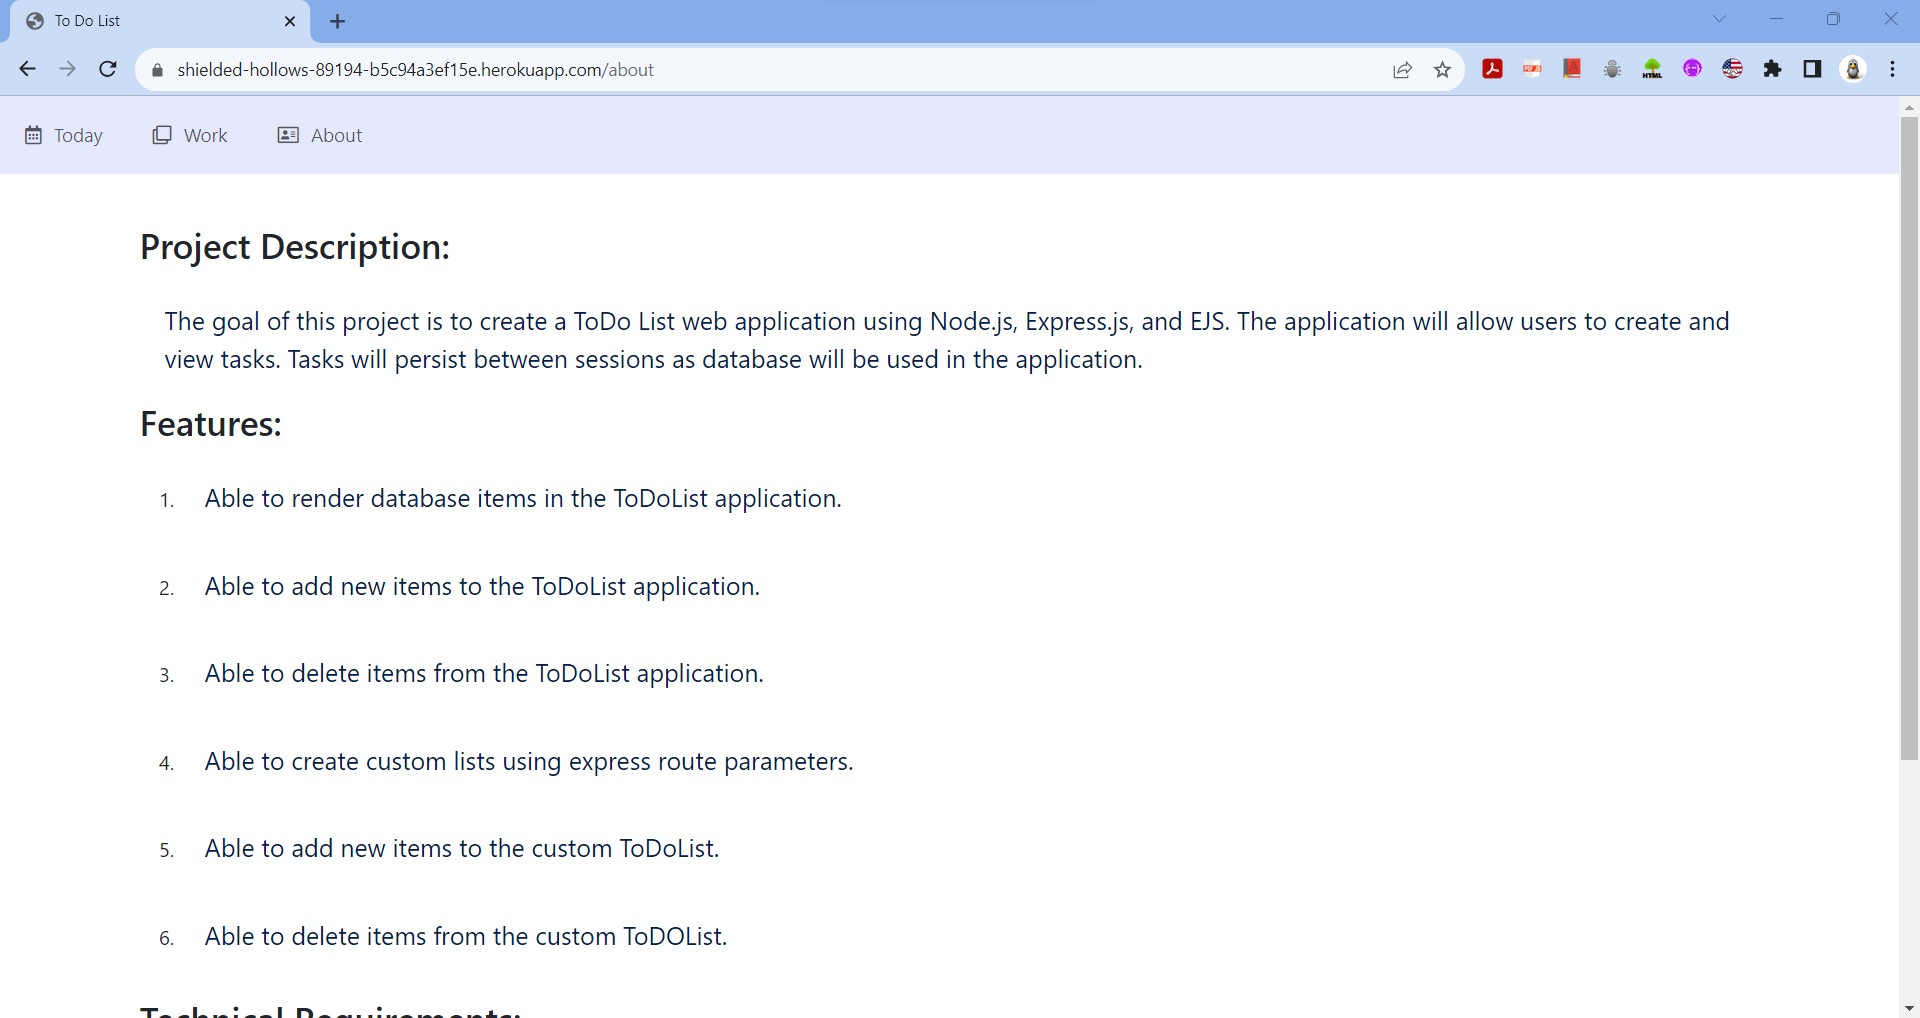 To Do List
shielded-hollows-89194-b5c94a3ef15e.herokuapp.com/about
Today Work About
Project Description:
The goal of this project is to create a ToDo List web application using Node.js, Express.js, and EJS. The application will allow users to create and
view tasks. Tasks will persist between sessions as database will be used in the application.
Features:
1. Able to render database items in the ToDoList application.
2. Able to add new items to the ToDoList application.
3. Able to delete items from the ToDoList application.
4. Able to create custom lists using express route parameters.
5. Able to add new items to the custom ToDoList.
6. Able to delete items from the custom ToDOList.
Technical Requirements: